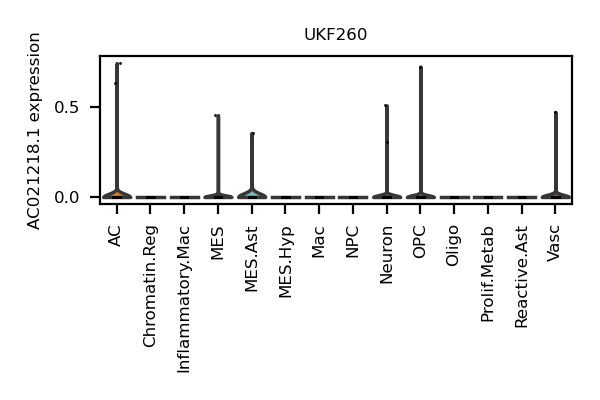 UKF260
AC021218.1 expression
0.5
0.0
AC
Chromatin.Reg
Inflammatory.Mac
MES
MES.Ast
MES.Hyp
Mac
NPC
Neuron
OPC
Oligo
Prolif.Metab
Reactive.Ast
Vasc